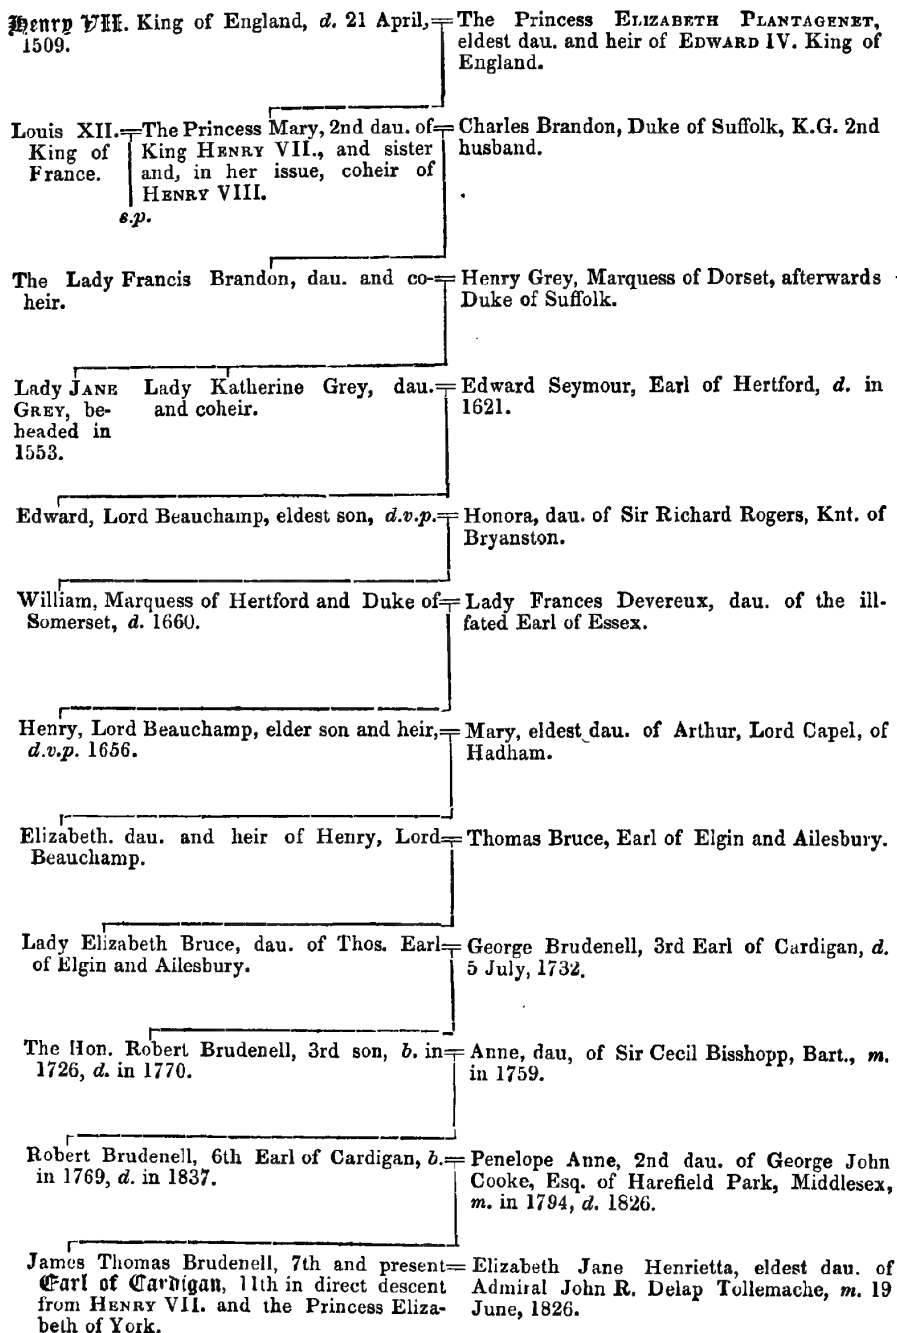 Henry VII. King of England, d. 21 April,
1509.
The Princess ELIZABETH PLANTAGENET,
eldest dau. and heir of EDWARD IV. King of
England.
Louis XII.
King of
France.
The Princess Mary, 2nd dau. of
King HENRY VII., and sister
and, in her issue, coheir of
HENRY VIII.
s.p.
Charles Brandon, Duke of Suffolk, K.G. 2nd
husband.
The Lady Francis Brandon, dau. and co-
heir.
Henry Grey, Marquess of Dorset, afterwards
Duke of Suffolk.
Lady JANE
GREY, be-
headed in
1553.
Lady Katherine Grey, dau.
and coheir.
Edward Seymour, Earl of Hertford, d. in
1621.
Edward, Lord Beauchamp, eldest son, d.v.p.
Honora, dau. of Sir Richard Rogers, Knt. of
Bryanston.
William, Marquess of Hertford and Duke of
Somerset, d. 1660.
Lady Frances Devereux, dau. of the ill-
fated Earl of Essex.
Henry, Lord Beauchamp, elder son and heir,
d.v.p. 1656.
Mary, eldest dau. of Arthur, Lord Capel, of
Hadham.
Elizabeth. dau. and heir of Henry, Lord
Beauchamp.
Thomas Bruce, Earl of Elgin and Ailesbury.
Lady Elizabeth Bruce, dau. of Thos. Earl
of Elgin and Ailesbury.
George Brudenell, 3rd Earl of Cardigan, d.
5 July, 1732.
The Hon. Robert Brudenell, 3rd son, b. in
1726, d. in 1770.
Anne, dau, of Sir Cecil Bisshopp, Bart., m.
in 1759.
Robert Brudenell, 6th Earl of Cardigan, b.
in 1769, d. in 1837.
Penelope Anne, 2nd dau. of George John
Cooke, Esq. of Harefield Park, Middlesex,
m. in 1794, d. 1826.
James Thomas Brudenell, 7th and present
Earl of Cardigan, 11th in direct descent
from HENRY VII. and the Princess Eliza-
beth of York.
Elizabeth Jane Henrietta, eldest dau. of
Admiral John R. Delap Tollemache, m. 19
June, 1826.